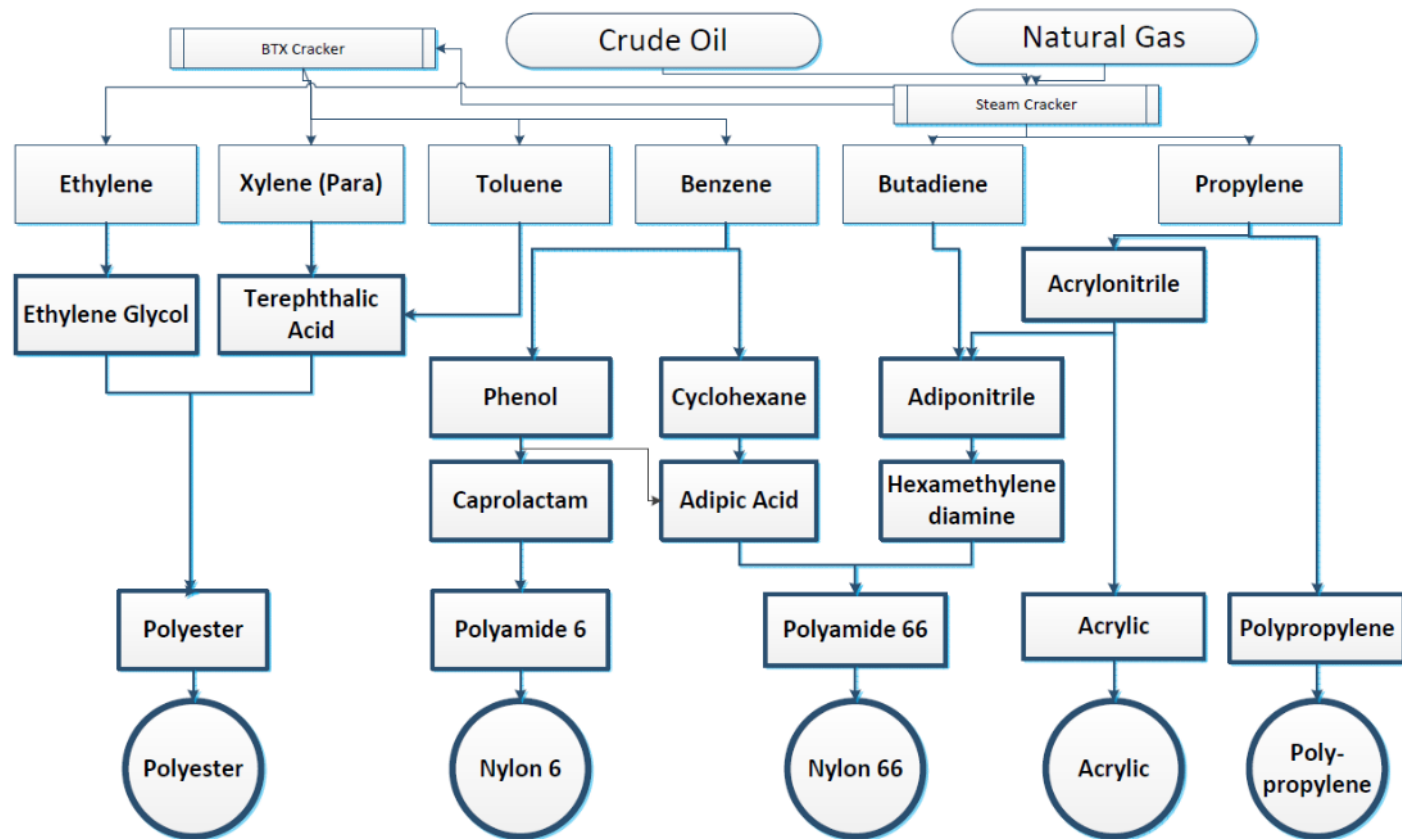 BTX Cracker
Crude Oil
Natural Gas
Steam Cracker
Ethylene
Xylene (Para)
Toluene
Benzene
Butadiene
Propylene
Ethylene Glycol
Terephthalic
Acid
Acrylonitrile
Phenol
Cyclohexane
Adiponitrile
Caprolactam
Adipic Acid
Hexamethylene
diamine
Polyester
Polyamide 6
Polyamide 66
Acrylic
Polypropylene
Polyester
Nylon 6
Nylon 66
Acrylic
Poly-
propylene